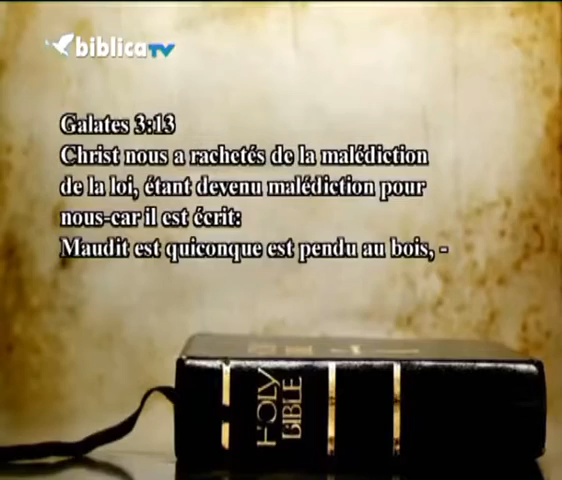 biblicaTV
Galates 3:13
Christ nous a rachetés de la malédiction
de la loi, étant devenu malédiction pour
nous-car il est écrit:
Maudit est quiconque est pendu au bois, -
HOLY
BIBLE